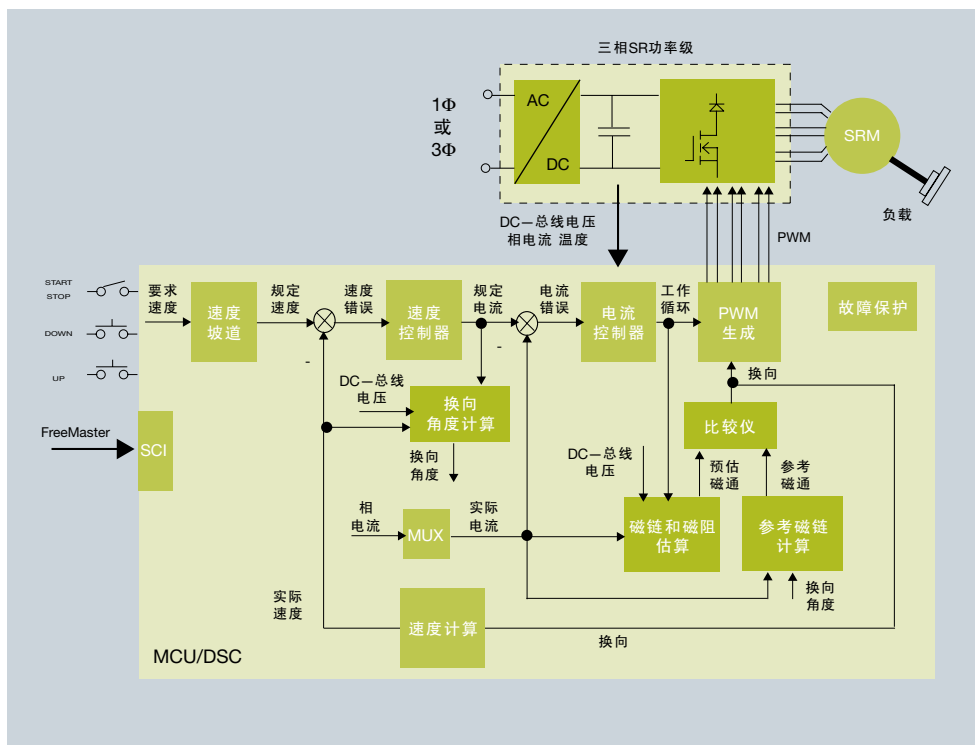 三相SR功率级
1Φ
或
3Φ
AC
DC
SRM
负载
DC—总线电压
相电流 温度
PWM
START
STOP
DOWN
UP
要求
速度
速度
坡道
规定
速度
速度
错误
速度
控制器
规定
电流
电流
错误
电流
控制器
工作
循环
PWM
生成
故障保护
-
-
换向
DC—总线
电压
换向
角度计算
换向
角度
比较仪
FreeMaster
SCI
DC—总线
电压
预估
磁通
参考
磁通
相
电流
MUX
实际
电流
磁链和磁阻
估算
参考磁链
计算
实际
速度
速度计算
换向
换向
角度
MCU/DSC